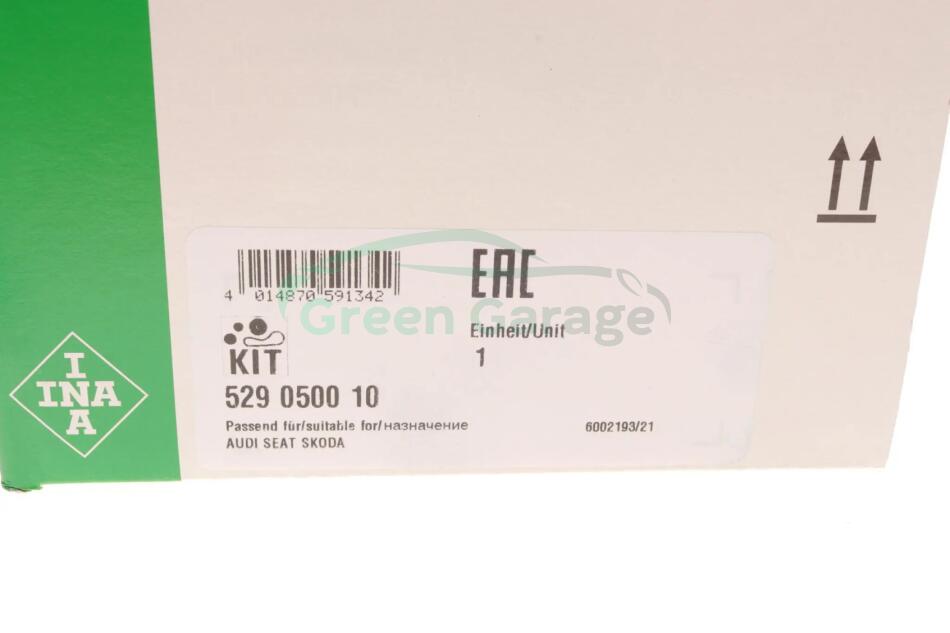 EAC
4 014870 591342
Green Garage
Einheit/Unit
1
KIT
529 0500 10
Passend für/suitable for/назначение
6002193/21
AUDI SEAT SKODA
I
INA
A